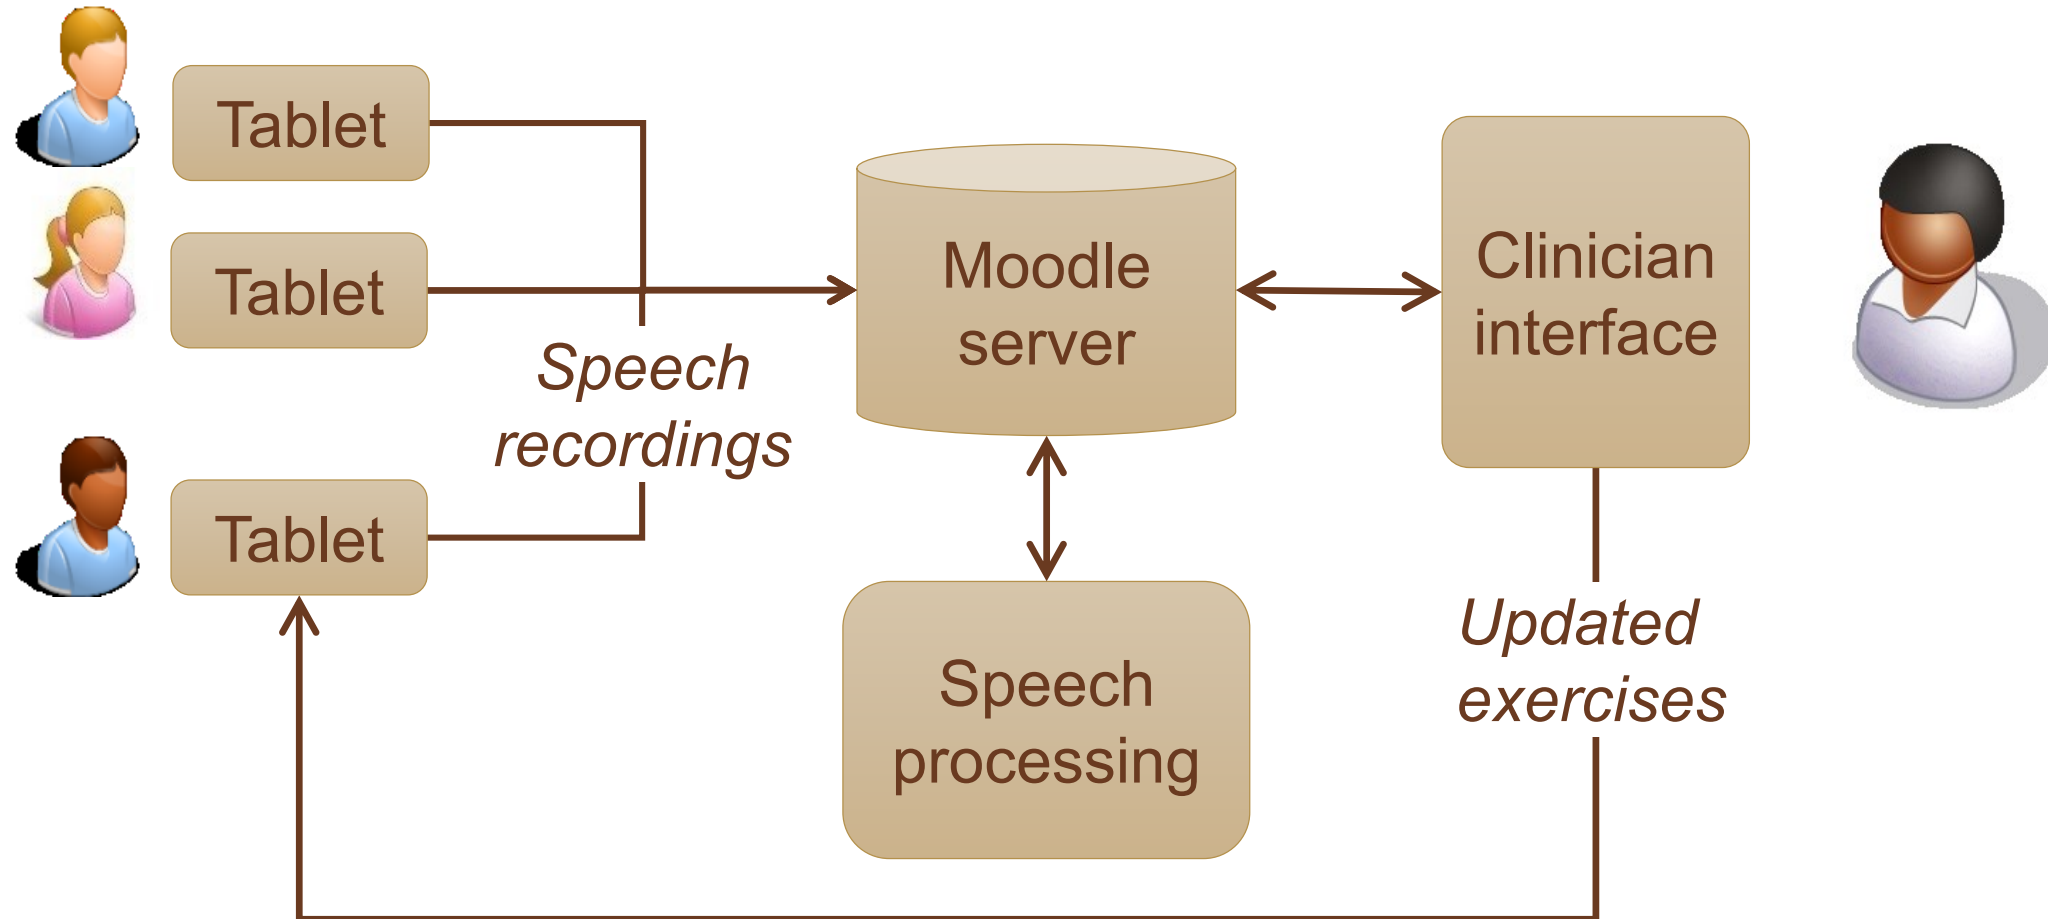 Tablet
Tablet
Speech
recordings
Tablet
Moodle
server
Speech
processing
Clinician
interface
Updated
exercises